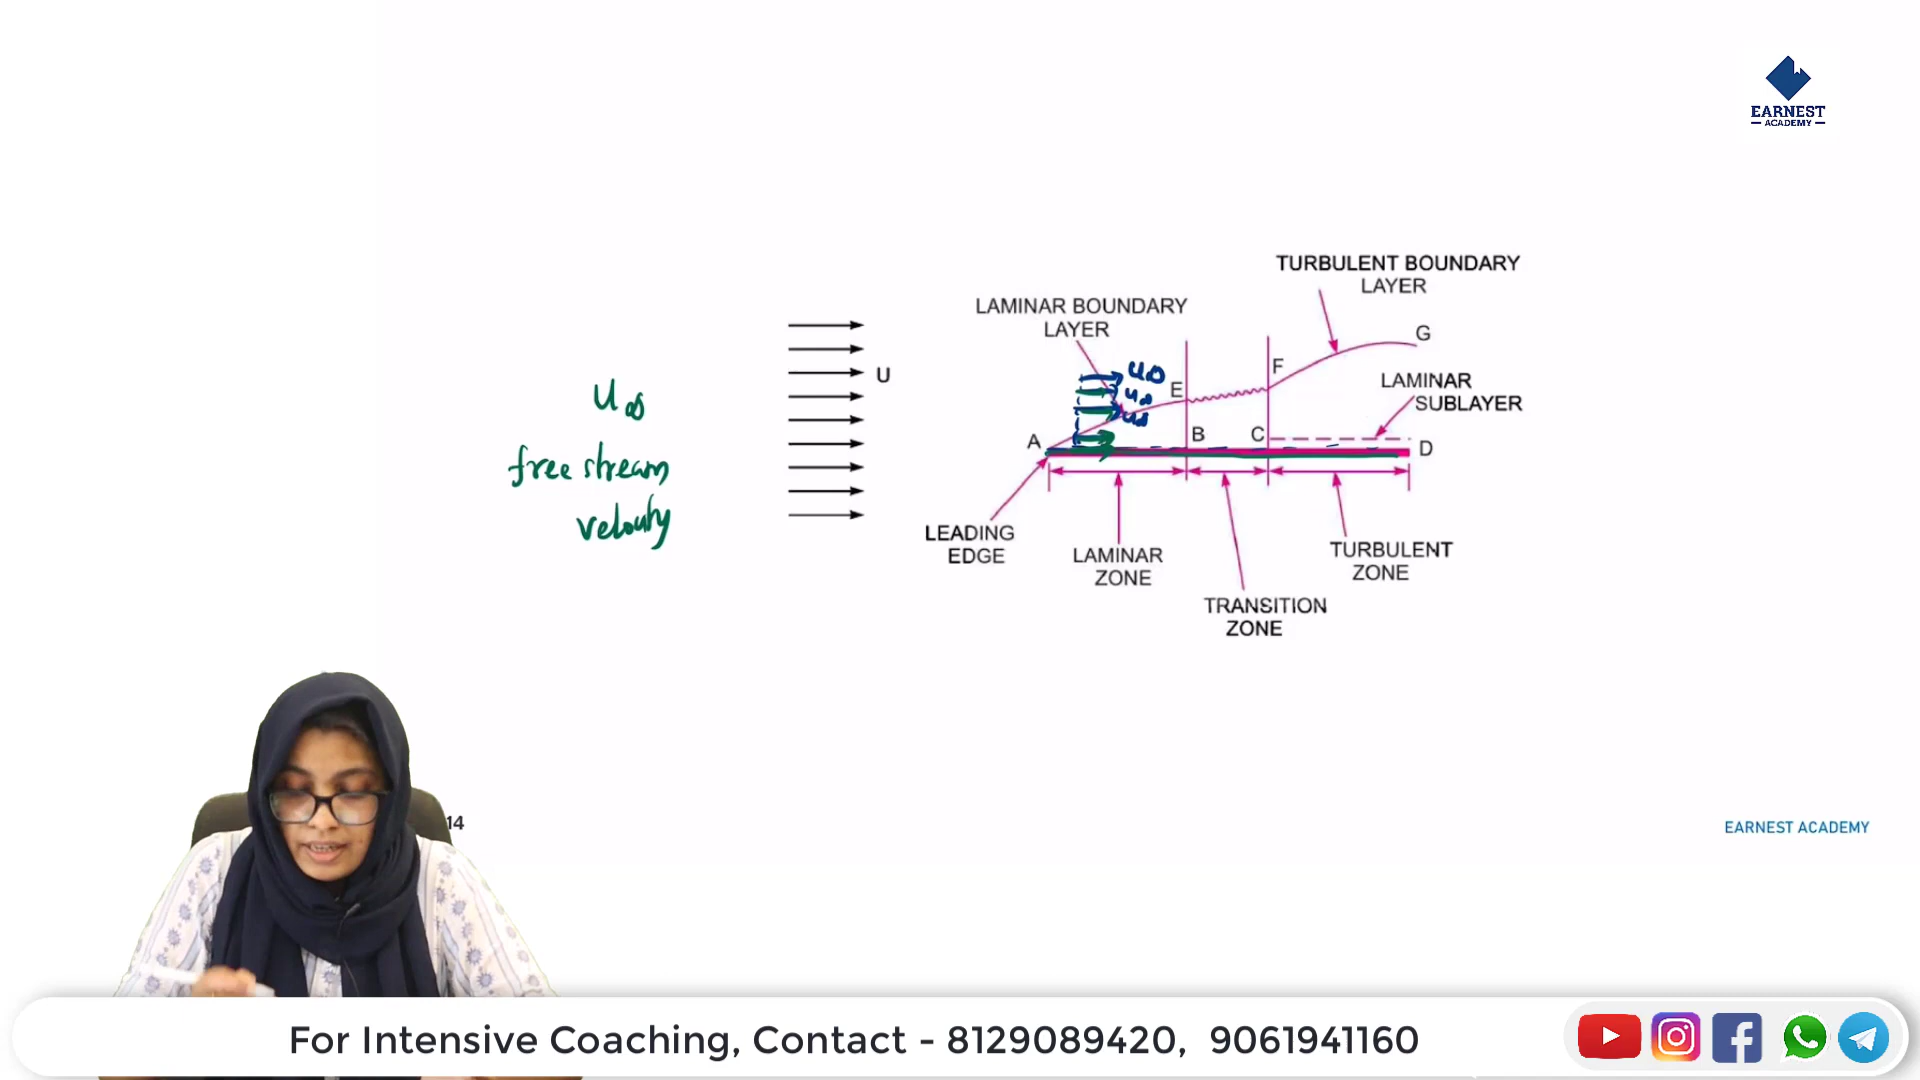 EARNEST
ACADEMY
TURBULENT BOUNDARY
LAYER
LAMINAR BOUNDARY
LAYER
G
U
F
E
LAMINAR
SUBLAYER
u∞
u∞
u∞
u∞
free stream
velocity
A
B
C
D
LEADING
EDGE
LAMINAR
ZONE
TURBULENT
ZONE
TRANSITION
ZONE
14
EARNEST ACADEMY
For Intensive Coaching, Contact - 8129089420, 9061941160